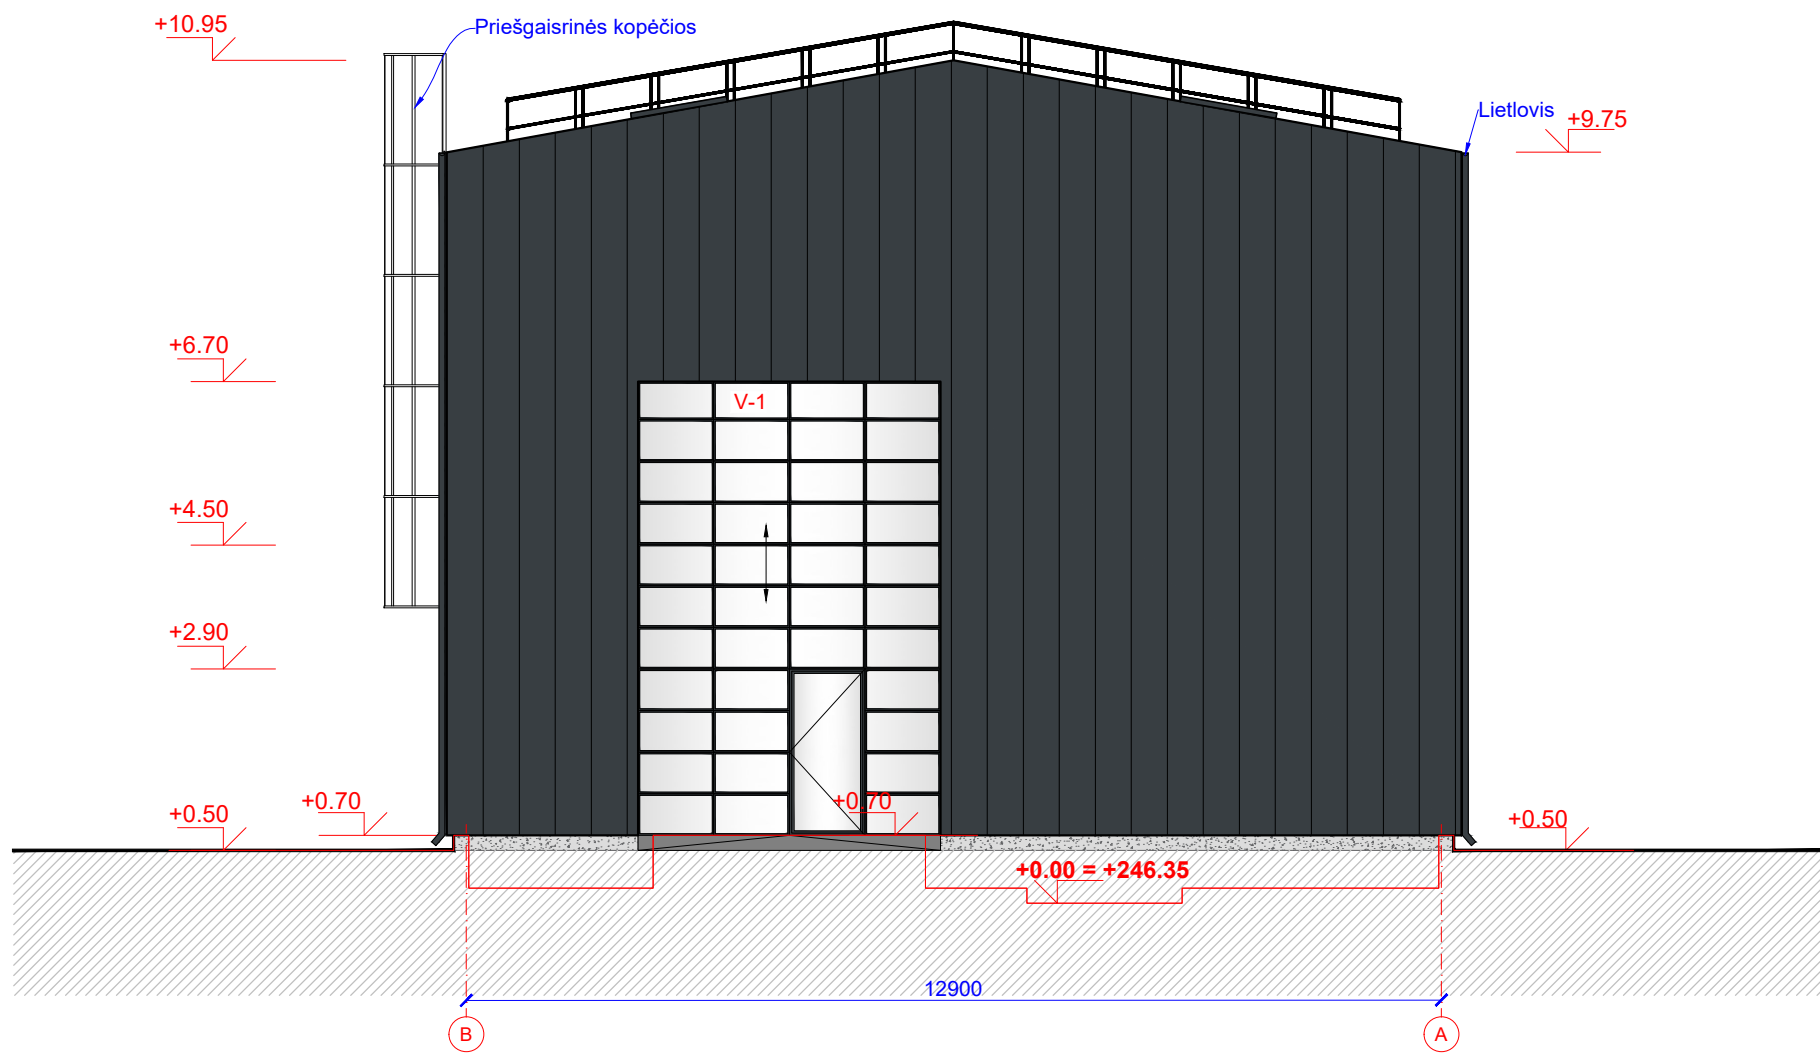 +10.95
Priešgaisrinės kopėčios
Lietlovis
+9.75
+6.70
V-1
+4.50
+2.90
+0.50
+0.70
+0.70
+0.50
+0.00 = +246.35
12900
B
A